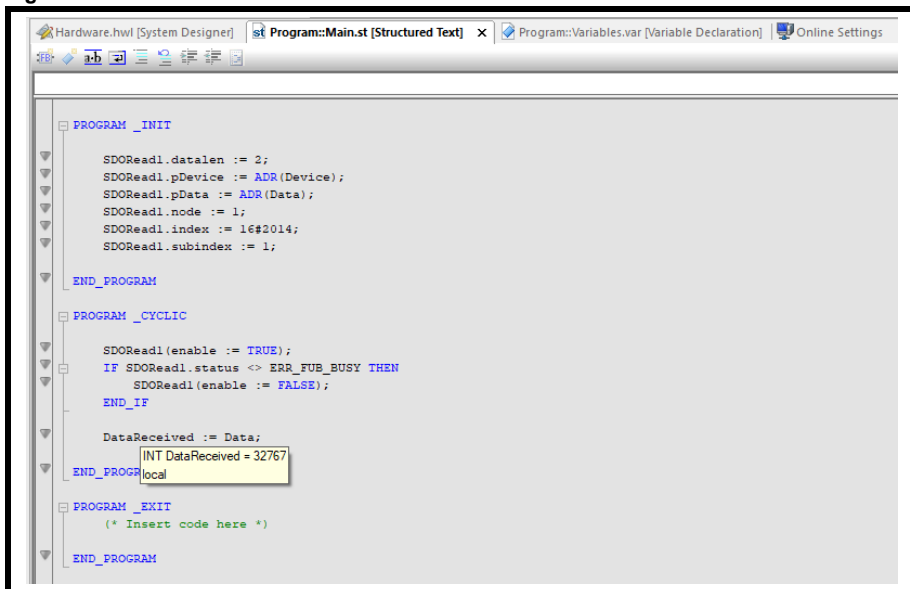 Hardware.hwl [System Designer] st Program::Main.st [Structured Text] x Program::Variables.var [Variable Declaration] Online Settings
PROGRAM _INIT
SDORead1.datalen := 2;
SDORead1.pDevice := ADR(Device);
SDORead1.pData := ADR(Data);
SDORead1.node := 1;
SDORead1.index := 16#2014;
SDORead1.subindex := 1;
END_PROGRAM
PROGRAM _CYCLIC
SDORead1(enable := TRUE);
IF SDORead1.status <> ERR_FUB_BUSY THEN
SDORead1(enable := FALSE);
END_IF
DataReceived := Data;
INT DataReceived = 32767
END_PROGR
local
PROGRAM _EXIT
(* Insert code here *)
END_PROGRAM